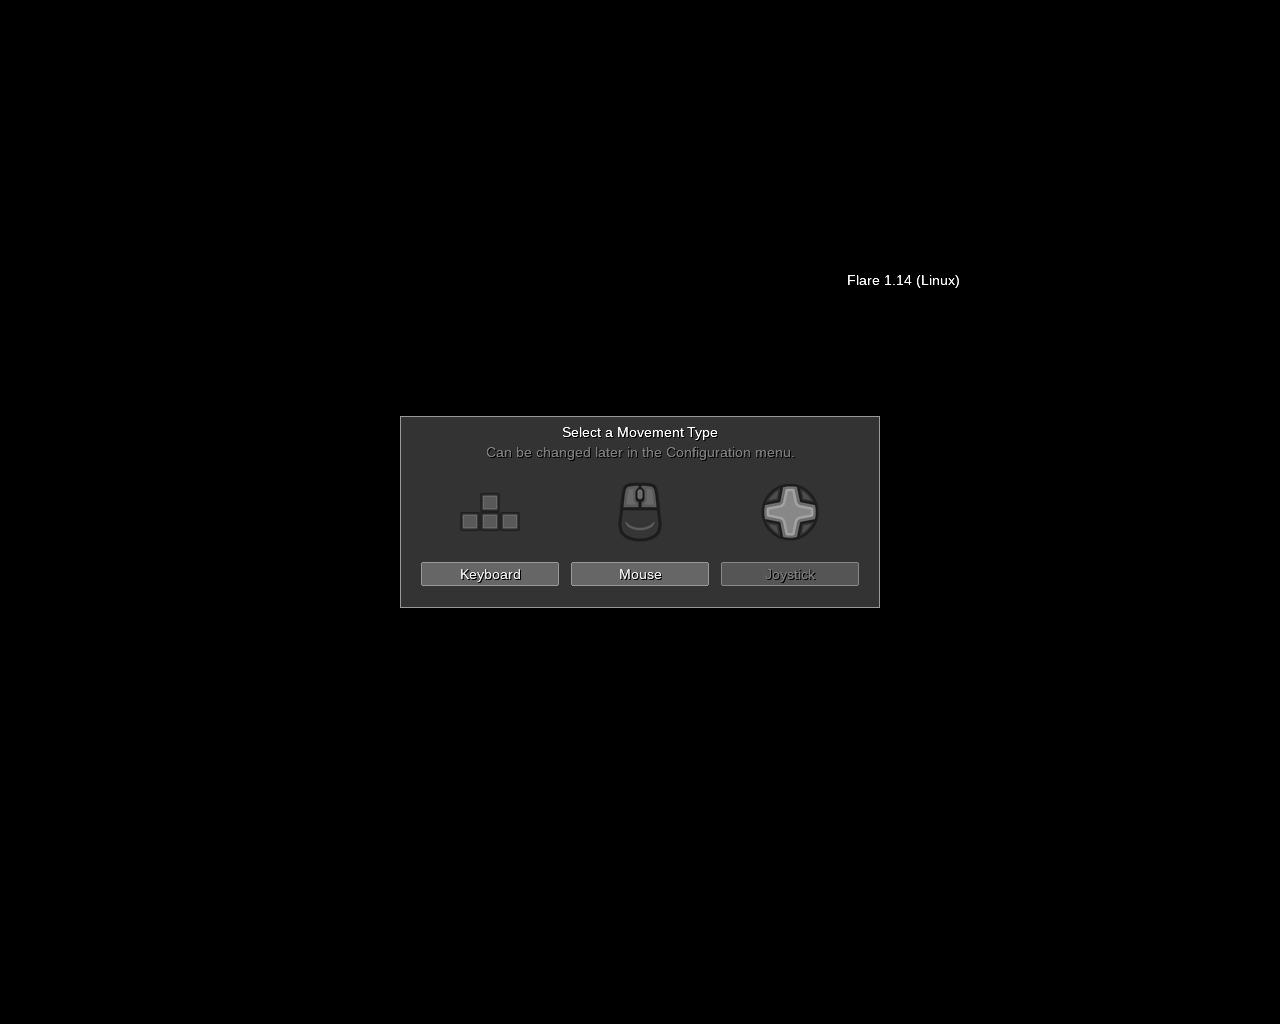 Flare 1.14 (Linux)
Select a Movement Type
Can be changed later in the Configuration menu.
Keyboard
Mouse
Joystick